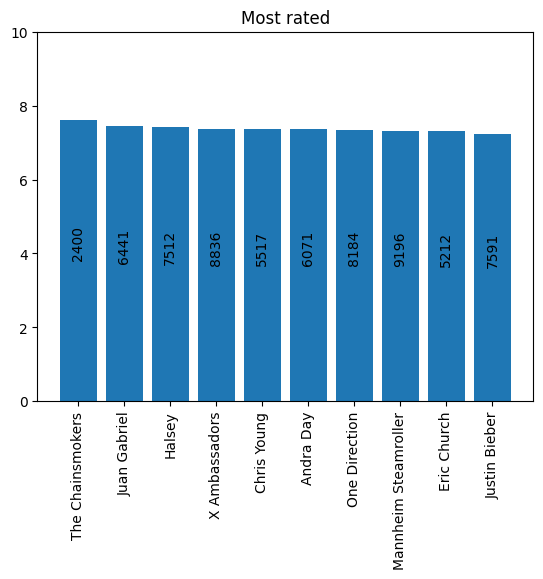 Most rated
10
8
6
4
2
0
2400
6441
7512
8836
5517
6071
8184
9196
5212
7591
The Chainsmokers
Juan Gabriel
Halsey
X Ambassadors
Chris Young
Andra Day
One Direction
Mannheim Steamroller
Eric Church
Justin Bieber